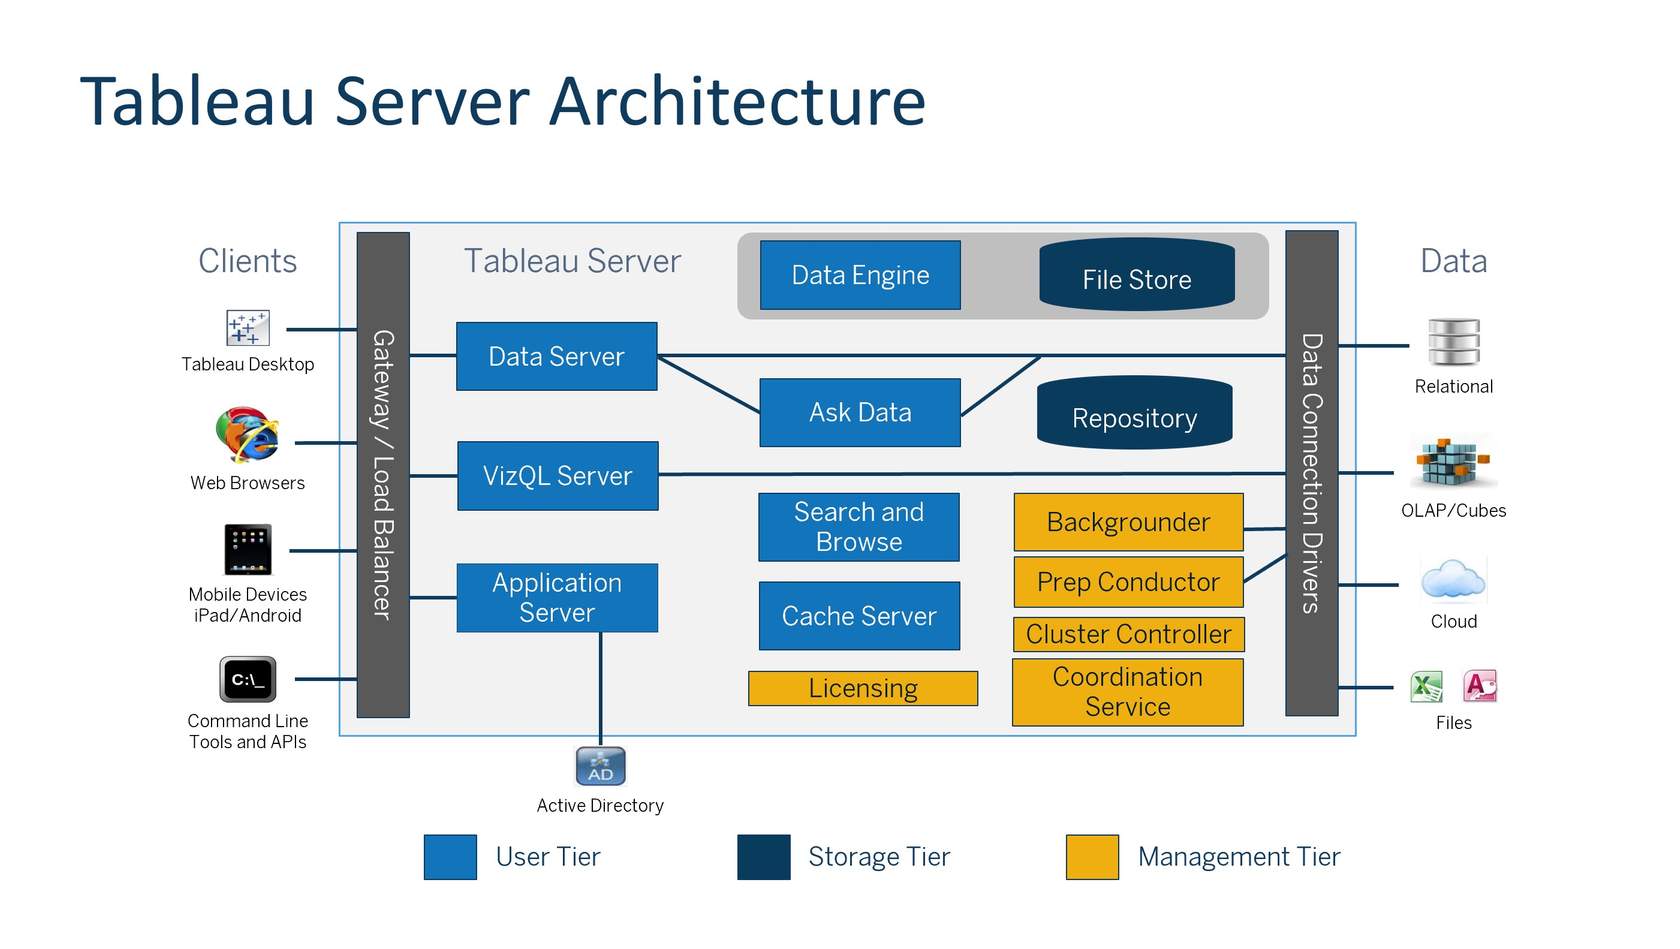 Tableau Server Architecture
Clients
Tableau Server
Data
Tableau Desktop
Web Browsers
Mobile Devices
iPad/Android
C:\_
Command Line
Tools and APIs
Gateway / Load Balancer
Data Server
VizQL Server
Application
Server
AD
Active Directory
Data Engine
File Store
Ask Data
Repository
Search and
Browse
Cache Server
Licensing
Backgrounder
Prep Conductor
Cluster Controller
Coordination
Service
Data Connection Drivers
Relational
OLAP/Cubes
Cloud
X
A
Files
User Tier
Storage Tier
Management Tier